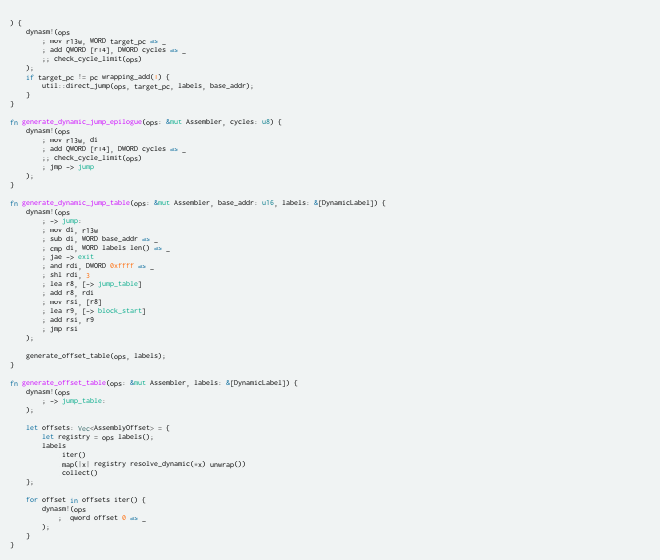 ) {
    dynasm!(ops
        ; mov r13w, WORD target_pc => _
        ; add QWORD [r14], DWORD cycles => _
        ;; check_cycle_limit(ops)
    );
    if target_pc != pc wrapping_add(1) {
        util::direct_jump(ops, target_pc, labels, base_addr);
    }
}

fn generate_dynamic_jump_epilogue(ops: &mut Assembler, cycles: u8) {
    dynasm!(ops
        ; mov r13w, di
        ; add QWORD [r14], DWORD cycles => _
        ;; check_cycle_limit(ops)
        ; jmp -> jump
    );
}

fn generate_dynamic_jump_table(ops: &mut Assembler, base_addr: u16, labels: &[DynamicLabel]) {
    dynasm!(ops
        ; -> jump:
        ; mov di, r13w
        ; sub di, WORD base_addr => _
        ; cmp di, WORD labels len() => _
        ; jae -> exit
        ; and rdi, DWORD 0xffff => _
        ; shl rdi, 3
        ; lea r8, [-> jump_table]
        ; add r8, rdi
        ; mov rsi, [r8]
        ; lea r9, [-> block_start]
        ; add rsi, r9
        ; jmp rsi
    );

    generate_offset_table(ops, labels);
}

fn generate_offset_table(ops: &mut Assembler, labels: &[DynamicLabel]) {
    dynasm!(ops
        ; -> jump_table:
    );

    let offsets: Vec<AssemblyOffset> = {
        let registry = ops labels();
        labels
            iter()
            map(|x| registry resolve_dynamic(*x) unwrap())
            collect()
    };

    for offset in offsets iter() {
        dynasm!(ops
            ;  qword offset 0 => _
        );
    }
}